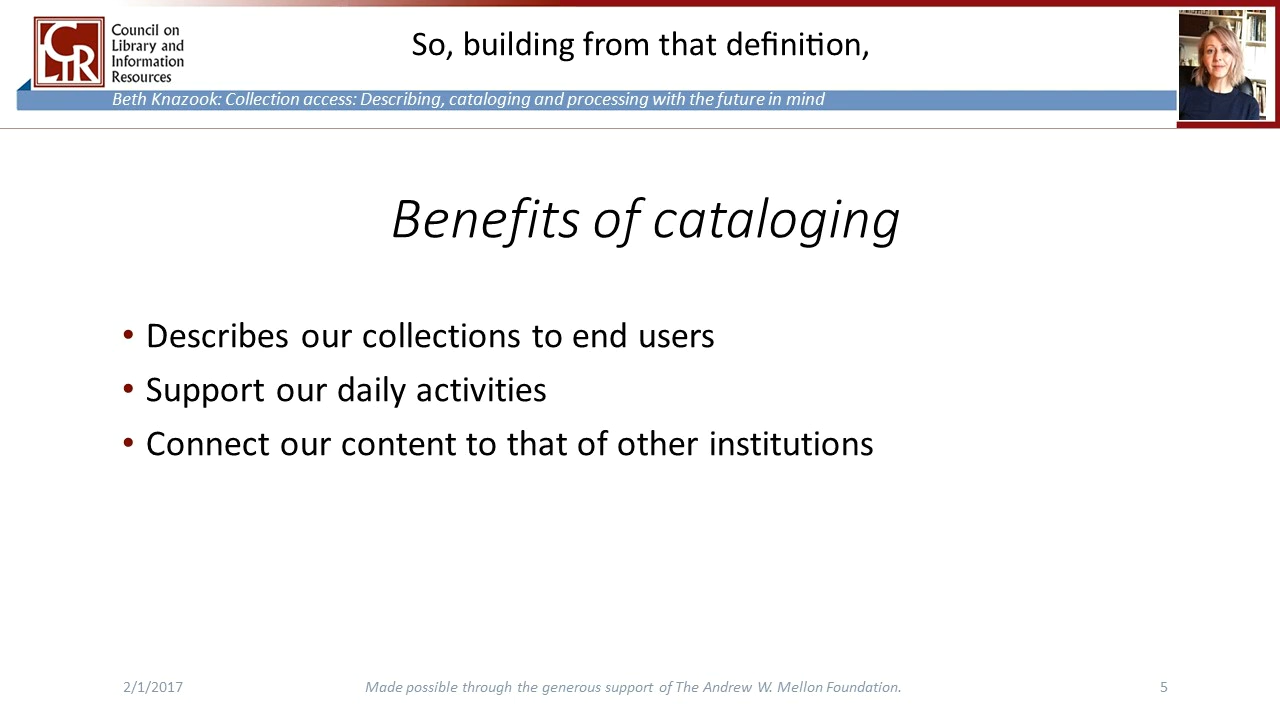 CLIR
Council on
Library and
Information
Resources
So, building from that definition,
Beth Knazook: Collection access: Describing, cataloging and processing with the future in mind
Benefits of cataloging
• Describes our collections to end users
• Support our daily activities
• Connect our content to that of other institutions
2/1/2017
Made possible through the generous support of The Andrew W. Mellon Foundation.
5